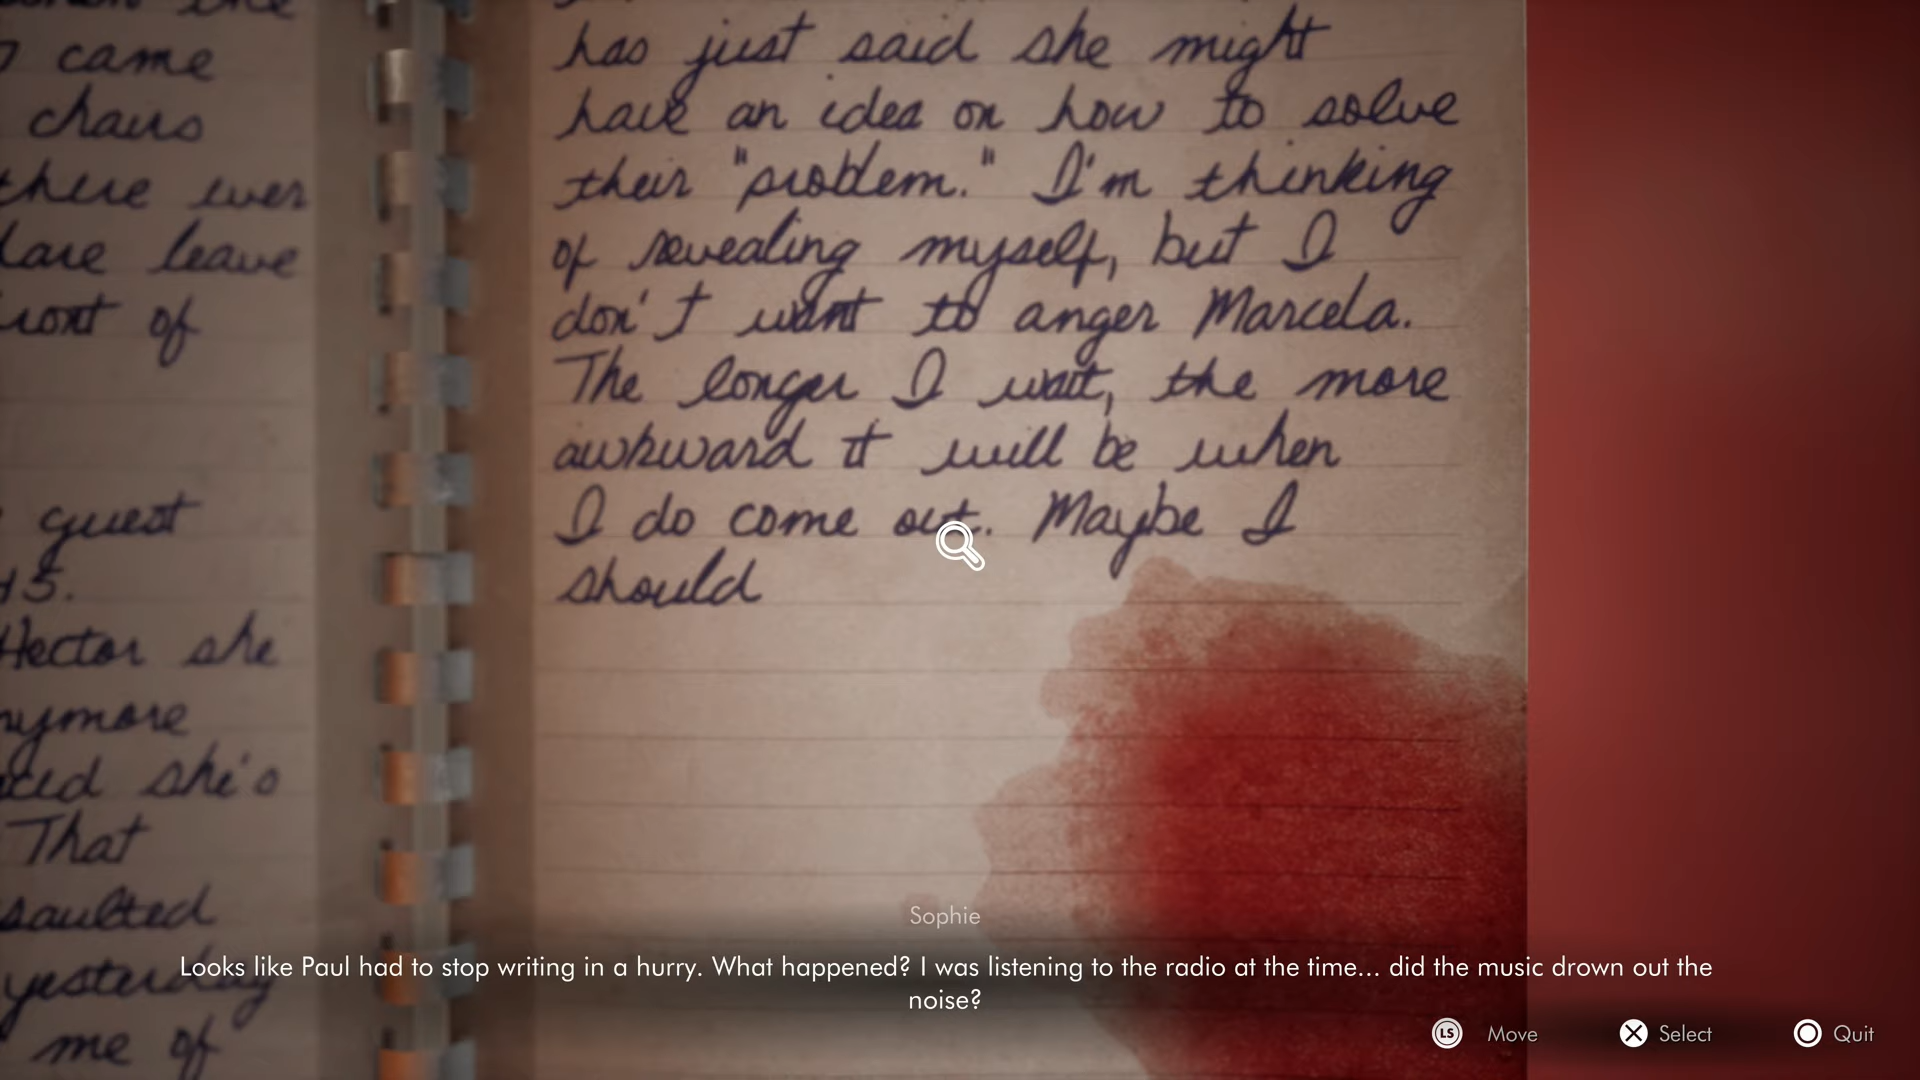 came
chairs
there ever
leave
of
guest
45.
Hector she
she's
That
yesterday
me of
has just said she might
have an idea on how to solve
their "problem." I'm thinking
of revealing myself, but I
don't want to anger Marcela.
The longer I wait, the more
awkward it will be when
I do come out. Maybe I
should
Sophie
Looks like Paul had to stop writing in a hurry. What happened? I was listening to the radio at the time... did the music drown out the
noise?
LS Move Select Quit